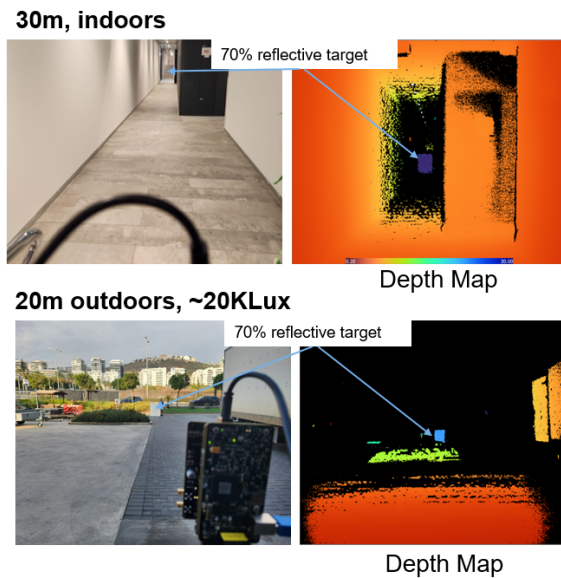 30m, indoors
70% reflective target
Depth Map
20m outdoors, ~20KLux
70% reflective target
Depth Map